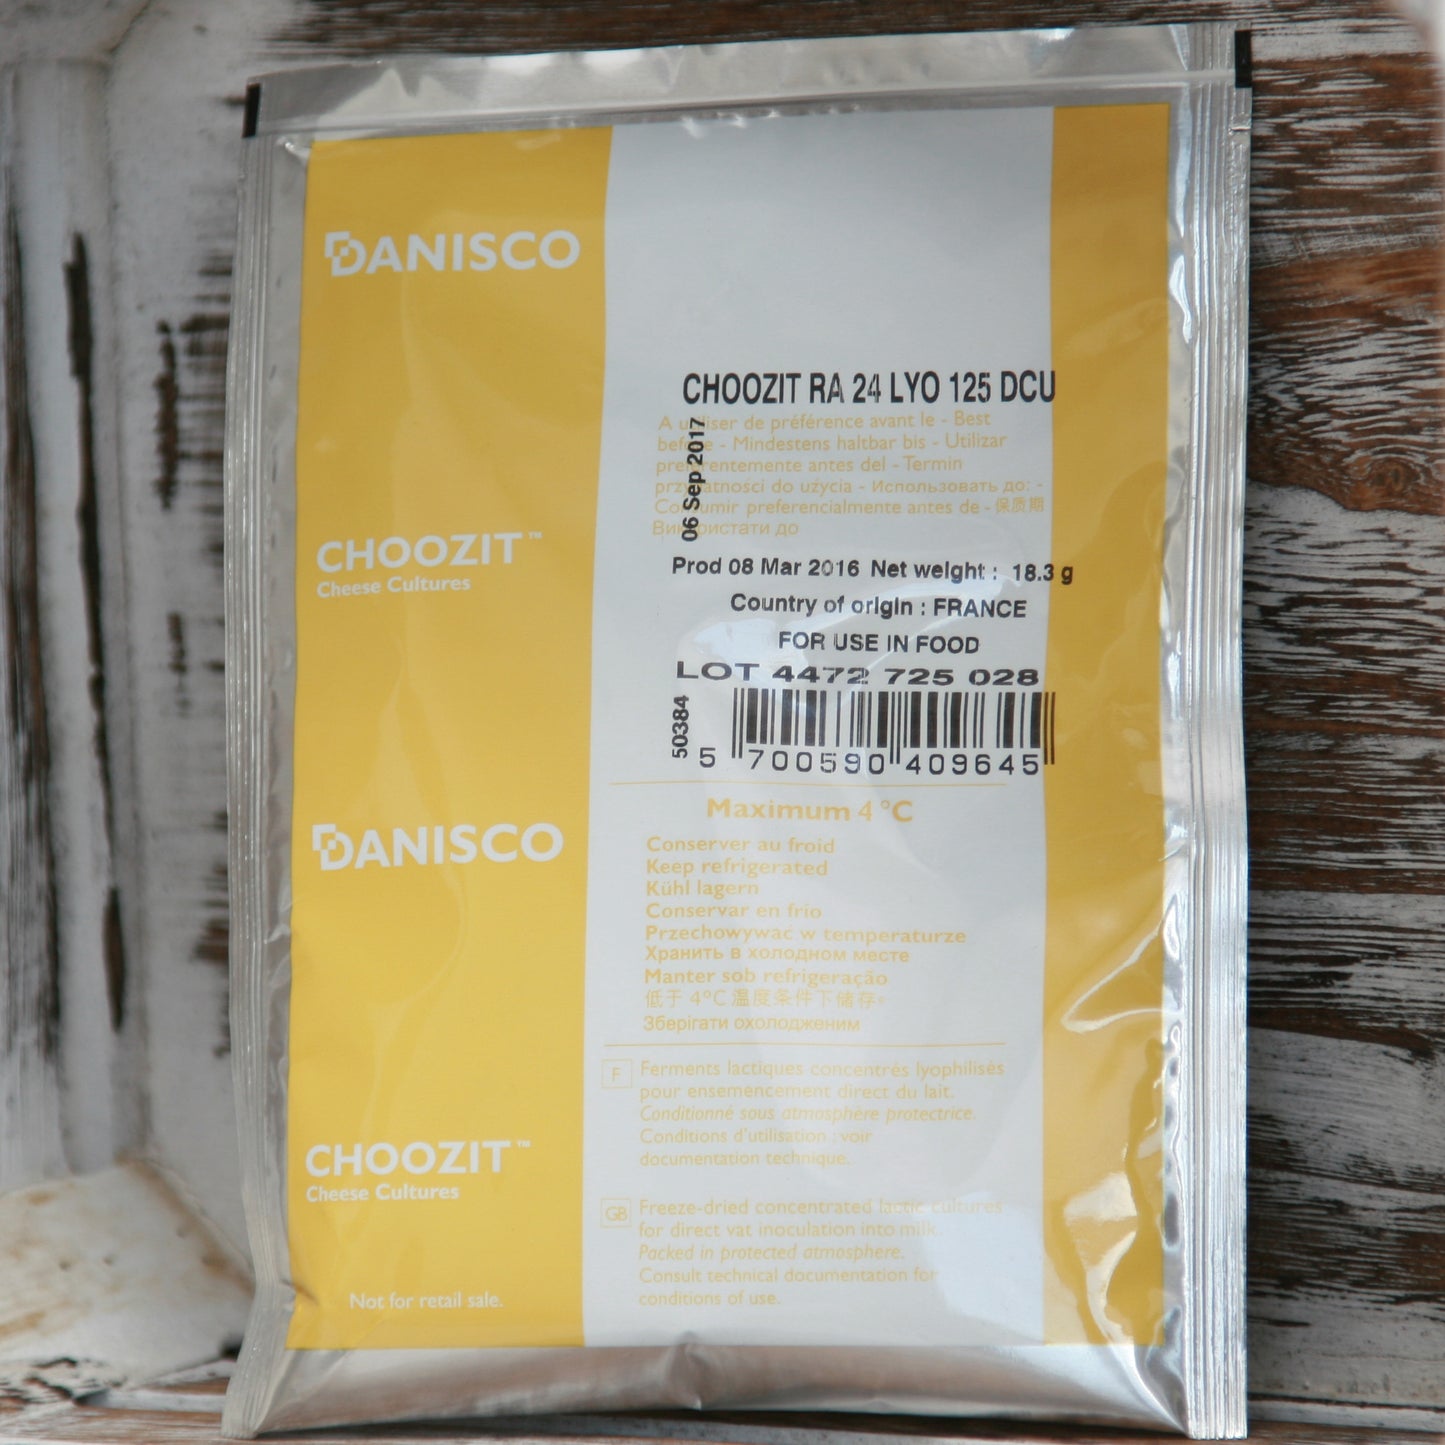 DANISCO
CHOOZIT™
Cheese Cultures
DANISCO
CHOOZIT™
Cheese Cultures
Not for retail sale.
CHOOZIT RA 24 LYO 125 DCU
A utiliser de préférence avant le - Best
before - Mindestens haltbar bis - Utilizar
preferentemente antes del - Termin
przydatności do użycia - Использовать до: -
Consumir preferencialmente antes de - 保质期
Використати до
06 Sep 2017
Prod 08 Mar 2016 Net weight : 18.3 g
Country of origin : FRANCE
FOR USE IN FOOD
LOT 4472 725 028
50384
5 700590 409645
Maximum 4 °C
Conserver au froid
Keep refrigerated
Kühl lagern
Conservar en frio
Przechowywać w temperaturze
Хранить в холодном месте
Manter sob refrigeração
低于 4°C 温度条件下储存。
Зберігати охолодженим
F
Ferments lactiques concentrés lyophilisés
pour ensemencement direct du lait.
Conditionné sous atmosphère protectrice.
Conditions d'utilisation : voir
documentation technique.
GB
Freeze-dried concentrated lactic cultures
for direct vat inoculation into milk.
Packed in protected atmosphere.
Consult technical documentation for
conditions of use.